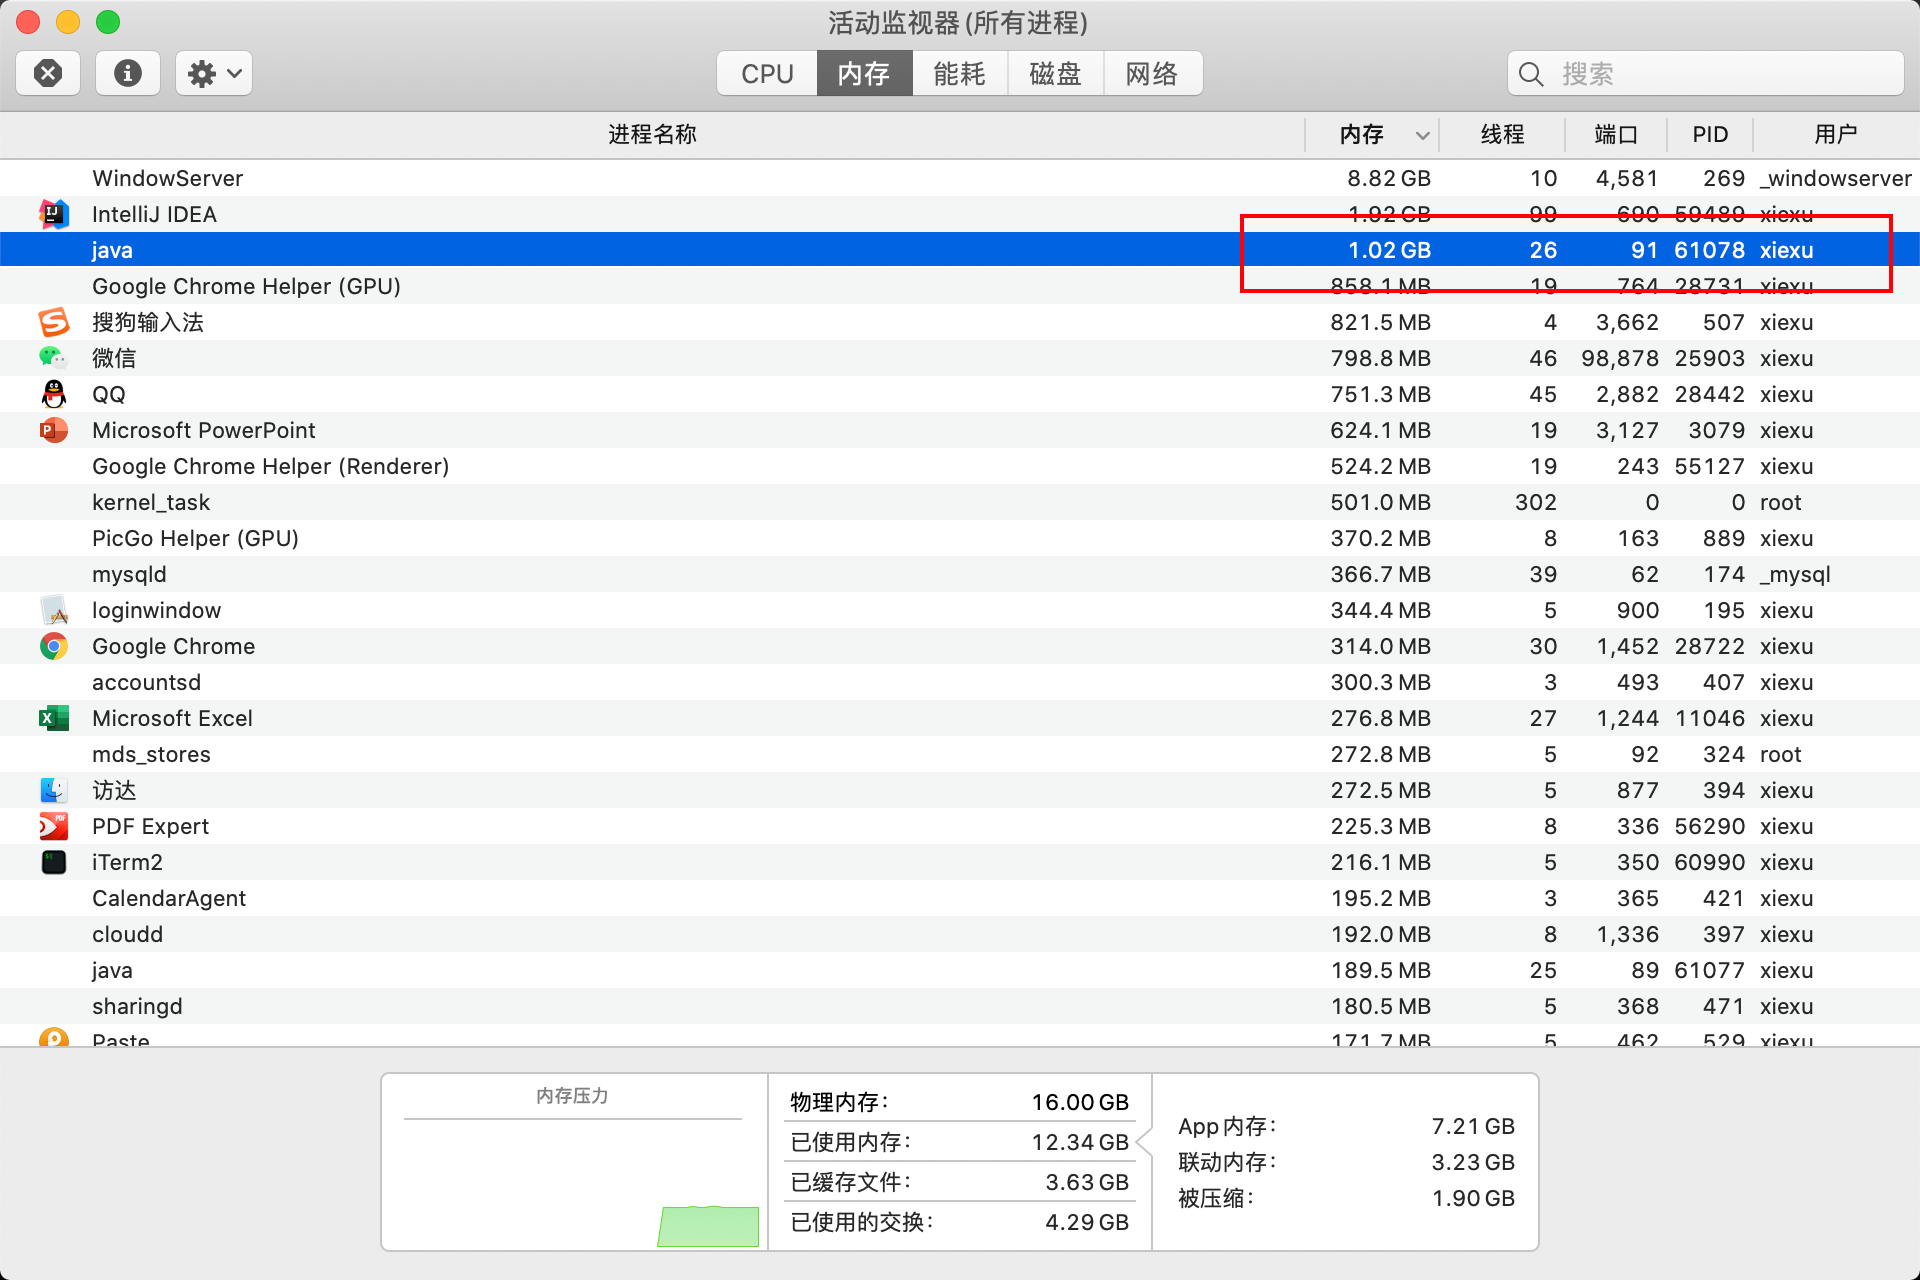 活动监视器 (所有进程)
CPU 内存 能耗 磁盘 网络 搜索
进程名称 内存 线程 端口 PID 用户
WindowServer 8.82 GB 10 4,581 269 _windowserver
IntelliJ IDEA 1.92 GB 99 690 59489 xiexu
java 1.02 GB 26 91 61078 xiexu
Google Chrome Helper (GPU) 858.1 MB 19 764 28731 xiexu
搜狗输入法 821.5 MB 4 3,662 507 xiexu
微信 798.8 MB 46 98,878 25903 xiexu
QQ 751.3 MB 45 2,882 28442 xiexu
Microsoft PowerPoint 624.1 MB 19 3,127 3079 xiexu
Google Chrome Helper (Renderer) 524.2 MB 19 243 55127 xiexu
kernel_task 501.0 MB 302 0 0 root
PicGo Helper (GPU) 370.2 MB 8 163 889 xiexu
mysqld 366.7 MB 39 62 174 _mysql
loginwindow 344.4 MB 5 900 195 xiexu
Google Chrome 314.0 MB 30 1,452 28722 xiexu
accountsd 300.3 MB 3 493 407 xiexu
Microsoft Excel 276.8 MB 27 1,244 11046 xiexu
mds_stores 272.8 MB 5 92 324 root
访达 272.5 MB 5 877 394 xiexu
PDF Expert 225.3 MB 8 336 56290 xiexu
iTerm2 216.1 MB 5 350 60990 xiexu
CalendarAgent 195.2 MB 3 365 421 xiexu
cloudd 192.0 MB 8 1,336 397 xiexu
java 189.5 MB 25 89 61077 xiexu
sharingd 180.5 MB 5 368 471 xiexu
Paste 171.7 MB 5 462 529 xiexu
内存压力
物理内存: 16.00 GB
已使用内存: 12.34 GB
已缓存文件: 3.63 GB
已使用的交换: 4.29 GB
App 内存: 7.21 GB
联动内存: 3.23 GB
被压缩: 1.90 GB